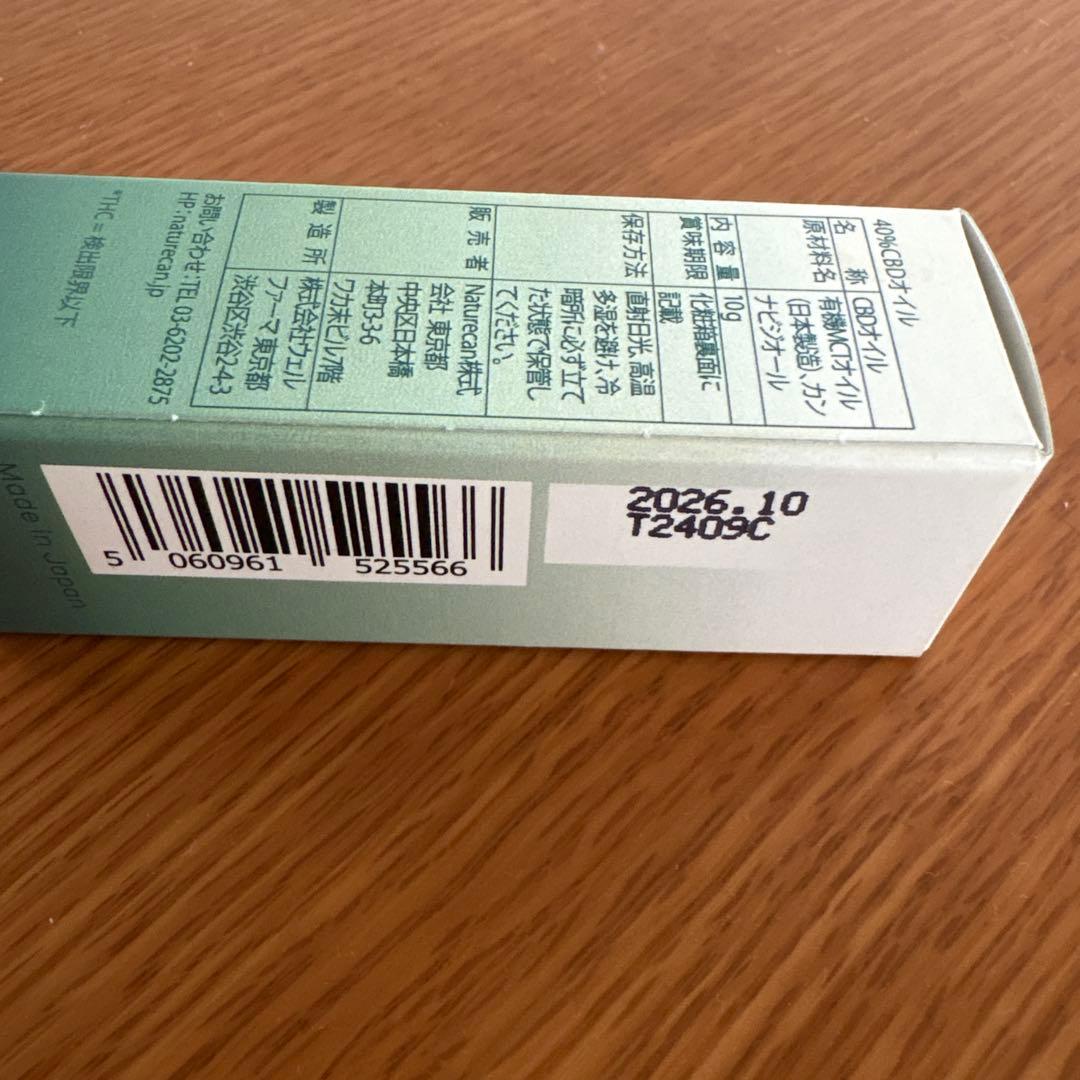 40%CBDオイル
名 称 CBDオイル
原材料名 有機MCTオイル
(日本製造)、カン
ナビジオール
内容量 10g
賞味期限 化粧箱裏面に
記載
保存方法 直射日光、高温
多湿を避け、冷
暗所に必ず立て
た状態で保管し
てください。
販売者 Naturecan株式
会社 東京都
中央区日本橋
本町3-3-6
ワカ末ビル7階
製造所 株式会社ウェル
ファーマ 東京都
渋谷区渋谷2-4-3
お問い合わせ:TEL 03-6202-2875
HP:naturecan.jp
*THC = 検出限界以下
2026.10
T2409C
5 060961 525566
Made in Japan